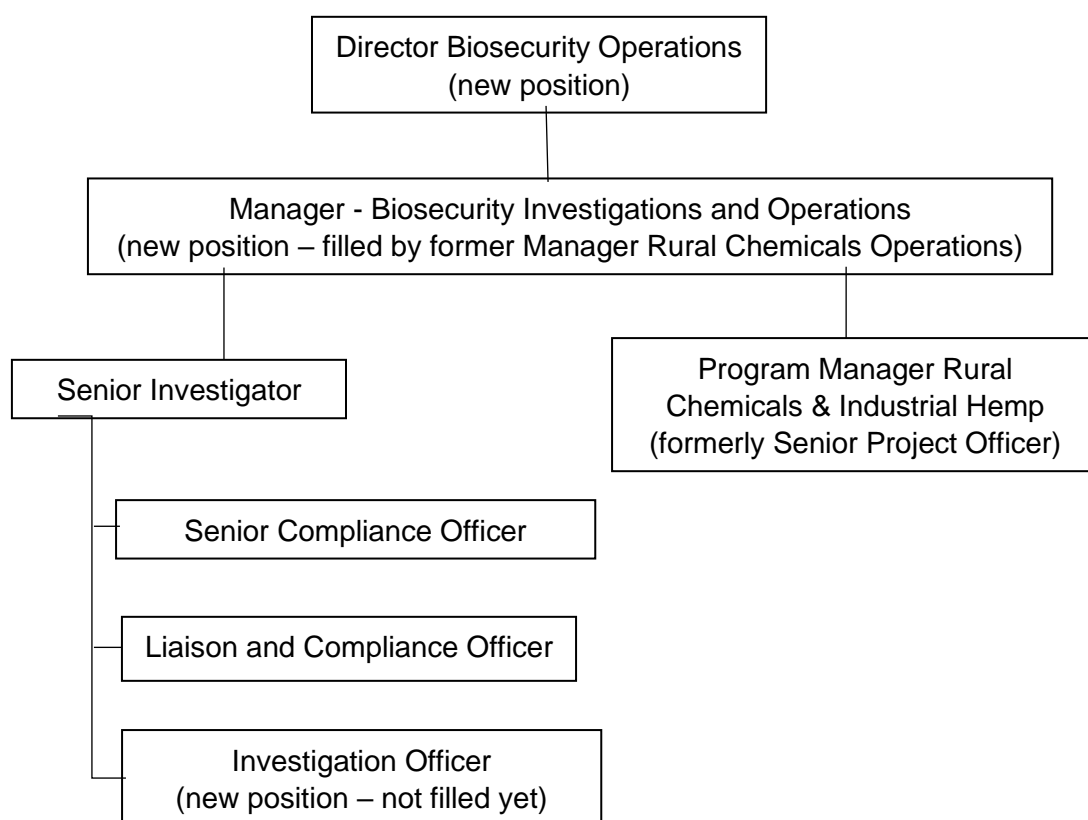 Director Biosecurity Operations
(new position)
Manager - Biosecurity Investigations and Operations
(new position – filled by former Manager Rural Chemicals Operations)
Senior Investigator
Program Manager Rural
Chemicals & Industrial Hemp
(formerly Senior Project Officer)
Senior Compliance Officer
Liaison and Compliance Officer
Investigation Officer
(new position – not filled yet)